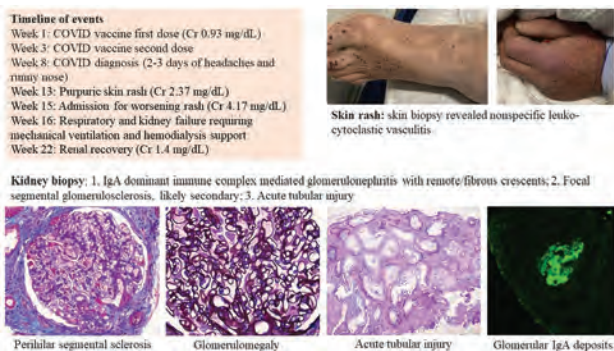 Timeline of events
Week 1: COVID vaccine first dose (Cr 0.93 mg/dL)
Week 3: COVID vaccine second dose
Week 8: COVID diagnosis (2-3 days of headaches and
runny nose)
Week 13: Purpuric skin rash (Cr 2.37 mg/dL)
Week 15: Admission for worsening rash (Cr 4.17 mg/dL)
Week 16: Respiratory and kidney failure requiring
mechanical ventilation and hemodialysis support
Week 22: Renal recovery (Cr 1.4 mg/dL)
Skin rash: skin biopsy revealed nonspecific leuko-
cytoclastic vasculitis
Kidney biopsy: 1. IgA dominant immune complex mediated glomerulonephritis with remote/fibrous crescents; 2. Focal
segmental glomerulosclerosis, likely secondary; 3. Acute tubular injury
Perihilar segmental sclerosis
Glomerulomegaly
Acute tubular injury
Glomerular IgA deposits